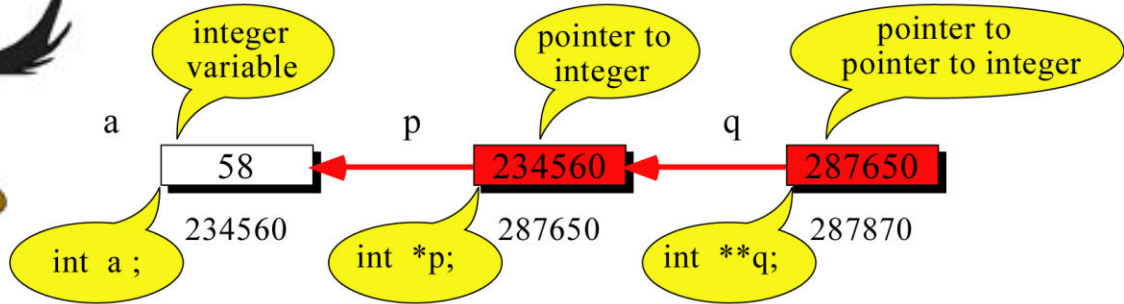 integer
variable
pointer to
integer
pointer to
pointer to integer
a
p
q
58
234560
287650
234560
287650
287870
int a ;
int *p;
int **q;